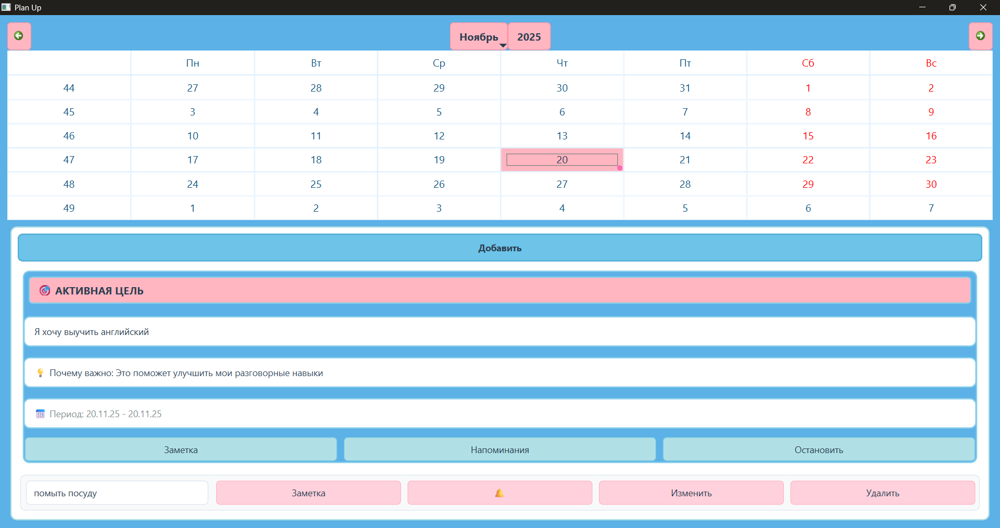 Plan Up
Ноябрь 2025
Пн Вт Ср Чт Пт Сб Вс
44 27 28 29 30 31 1 2
45 3 4 5 6 7 8 9
46 10 11 12 13 14 15 16
47 17 18 19 20 21 22 23
48 24 25 26 27 28 29 30
49 1 2 3 4 5 6 7
Добавить
АКТИВНАЯ ЦЕЛЬ
Я хочу выучить английский
Почему важно: Это поможет улучшить мои разговорные навыки
Период: 20.11.25 - 20.11.25
Заметка Напоминания Остановить
помыть посуду Заметка Изменить Удалить